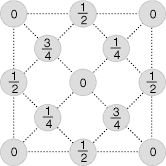 0 1/2 0
3/4 1/4
1/2 0 1/2
1/4 3/4
0 1/2 0